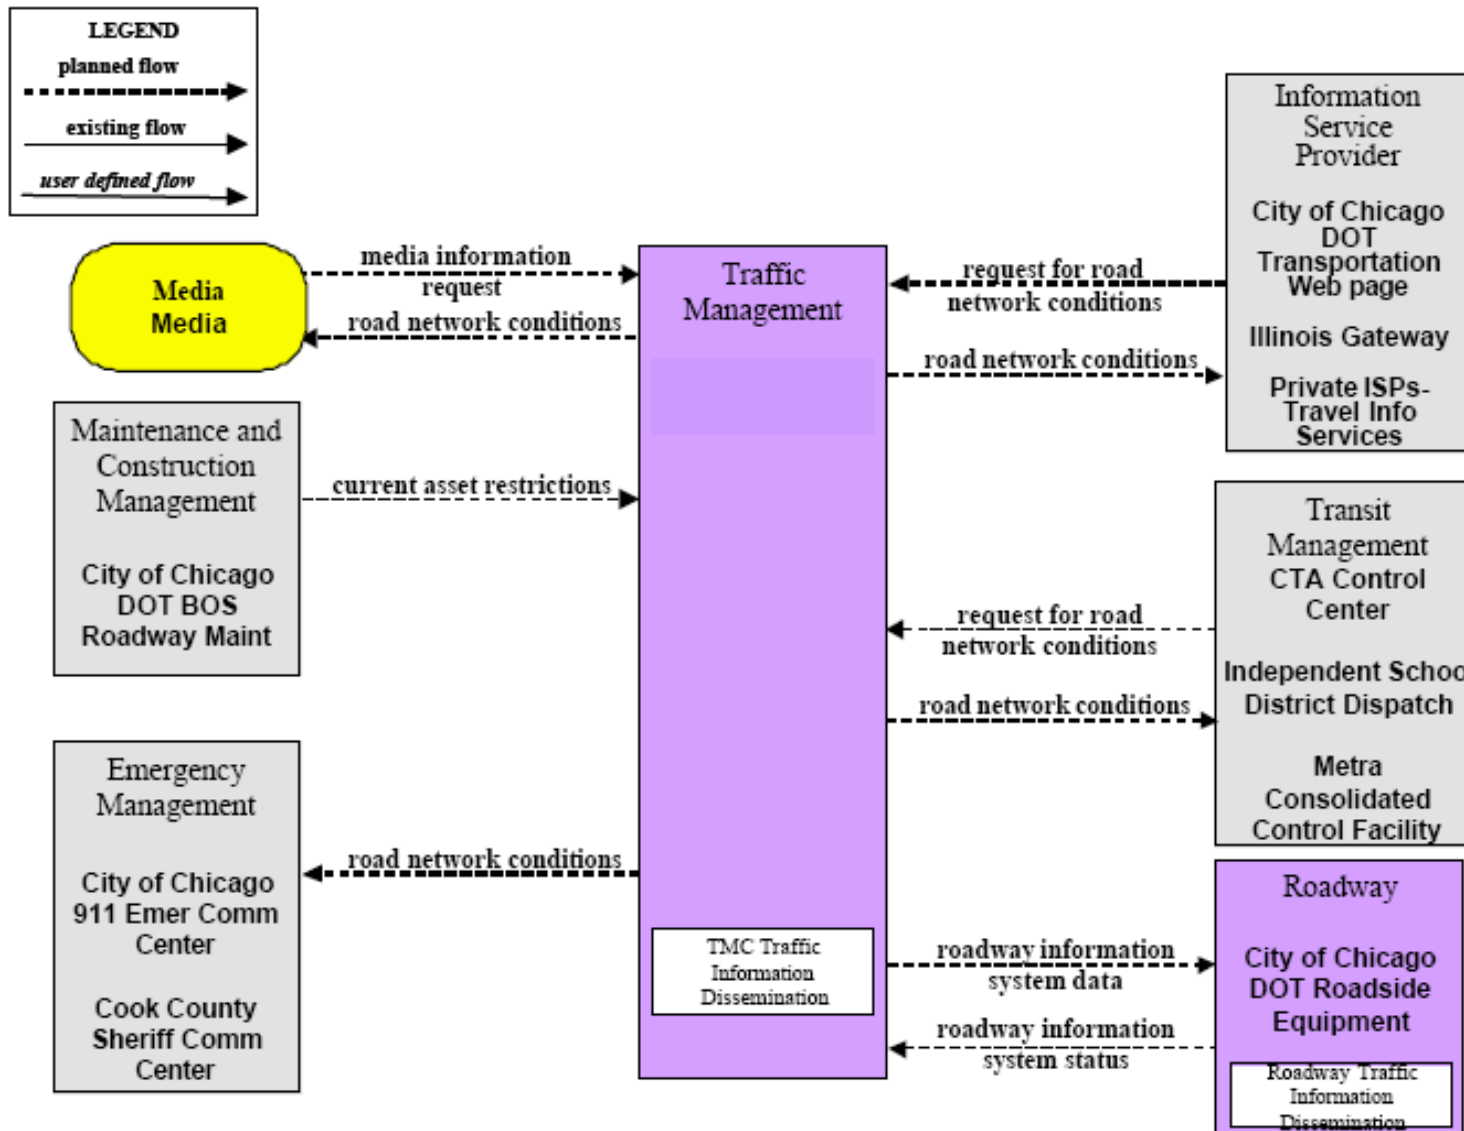 LEGEND
planned flow
existing flow
user defined flow
Media
Media
media information
request
road network conditions
Maintenance and
Construction
Management
City of Chicago
DOT BOS
Roadway Maint
current asset restrictions
Emergency
Management
City of Chicago
911 Emer Comm
Center
Cook County
Sheriff Comm
Center
road network conditions
Traffic
Management
TMC Traffic
Information
Dissemination
request for road
network conditions
road network conditions
Information
Service
Provider
City of Chicago
DOT
Transportation
Web page
Illinois Gateway
Private ISPs-
Travel Info
Services
request for road
network conditions
road network conditions
Transit
Management
CTA Control
Center
Independent Schoo
District Dispatch
Metra
Consolidated
Control Facility
roadway information
system data
roadway information
system status
Roadway
City of Chicago
DOT Roadside
Equipment
Roadway Traffic
Information
Dissemination